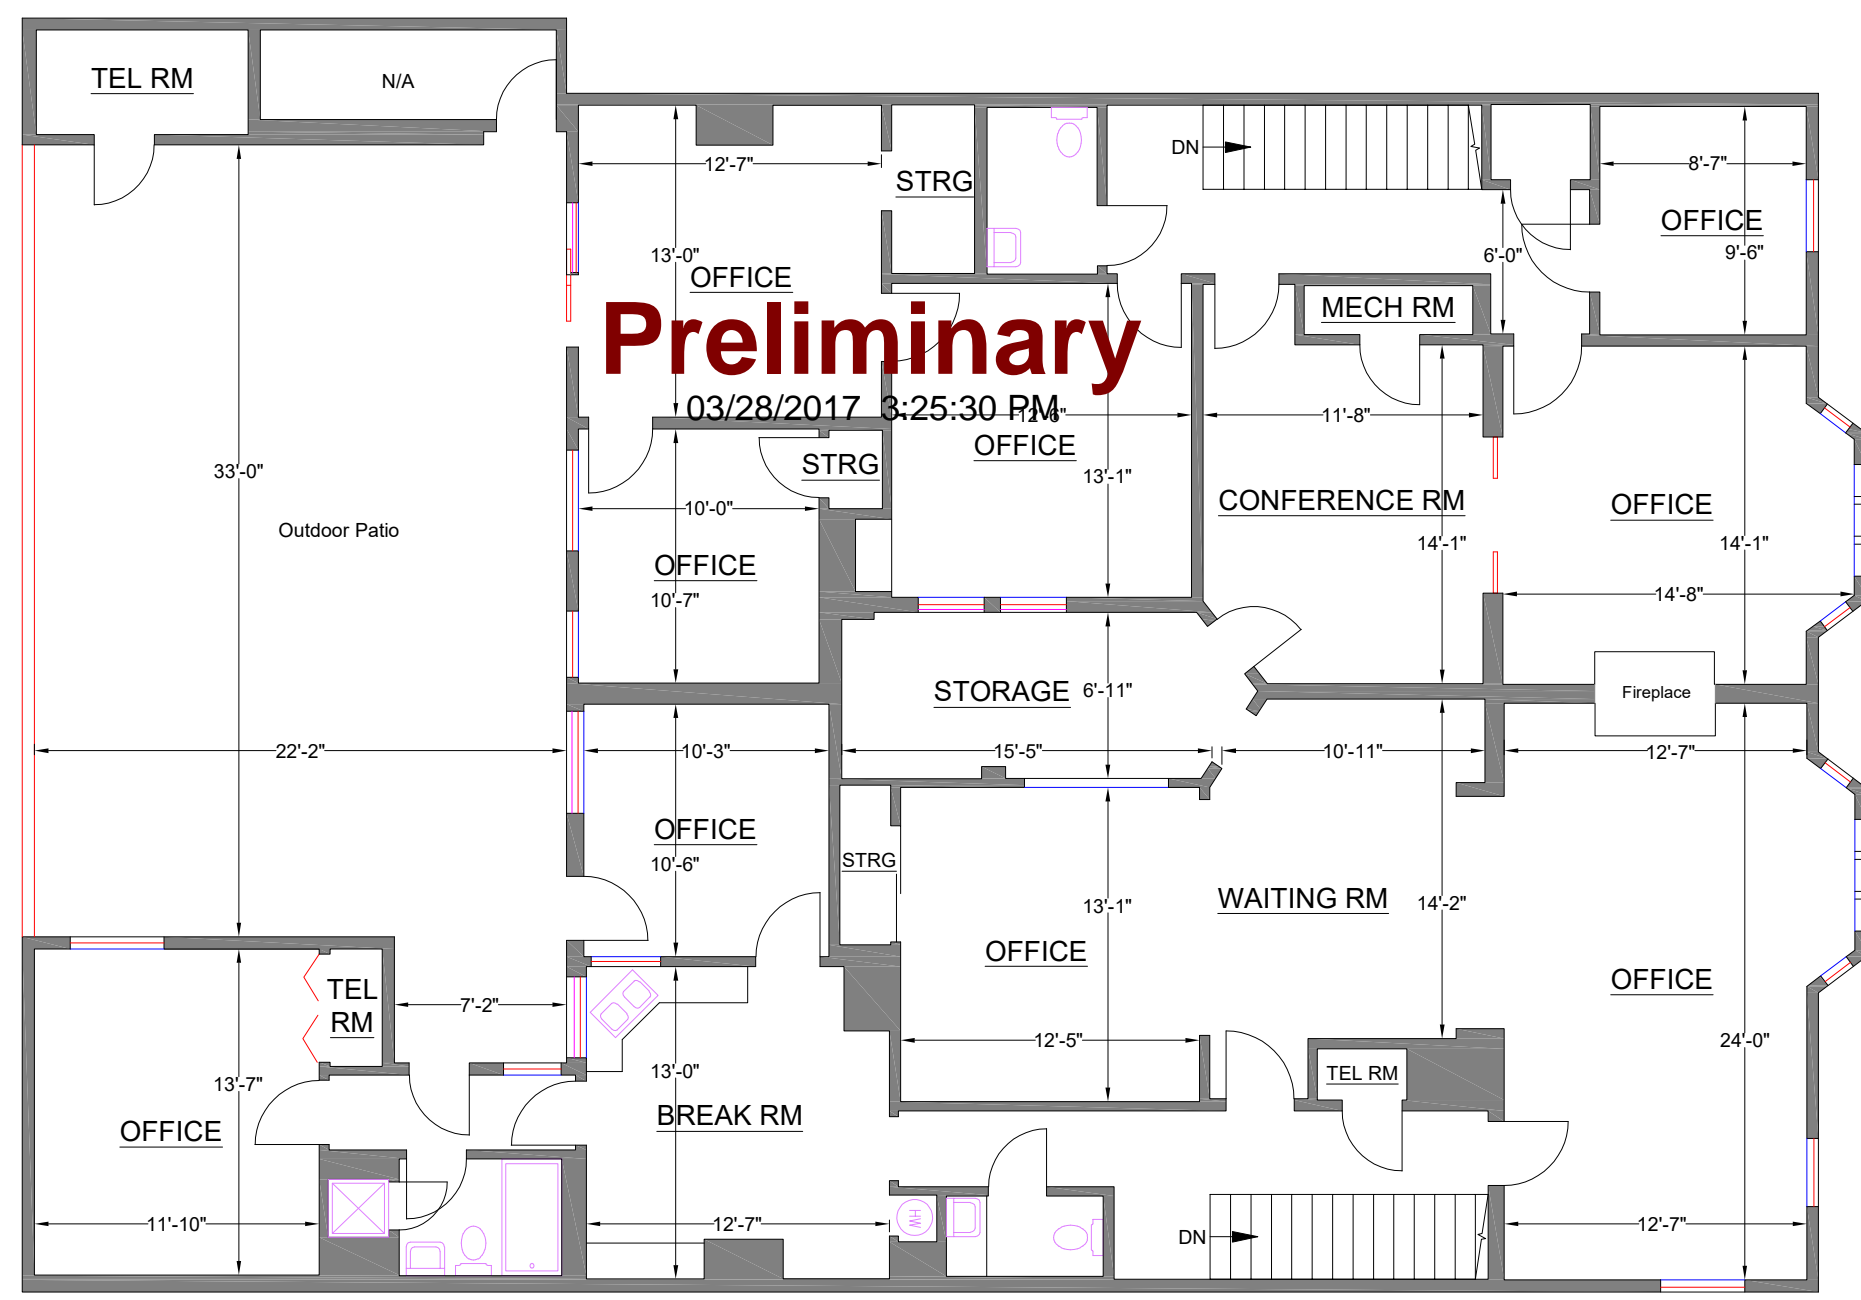 TEL RM
N/A
12'-7"
STRG
DN
8'-7"
OFFICE
9'-6"
6'-0"
13'-0"
OFFICE
MECH RM
Preliminary
03/28/2017 3:25:30 PM
12'-6"
11'-8"
OFFICE
33'-0"
STRG
13'-1"
CONFERENCE RM
OFFICE
10'-0"
Outdoor Patio
14'-1"
14'-1"
OFFICE
10'-7"
14'-8"
STORAGE
6'-11"
Fireplace
22'-2"
10'-3"
15'-5"
10'-11"
12'-7"
OFFICE
10'-6"
STRG
WAITING RM
13'-1"
14'-2"
OFFICE
OFFICE
TEL
RM
7'-2"
12'-5"
24'-0"
13'-7"
13'-0"
TEL RM
BREAK RM
OFFICE
11'-10"
12'-7"
HW
DN
12'-7"